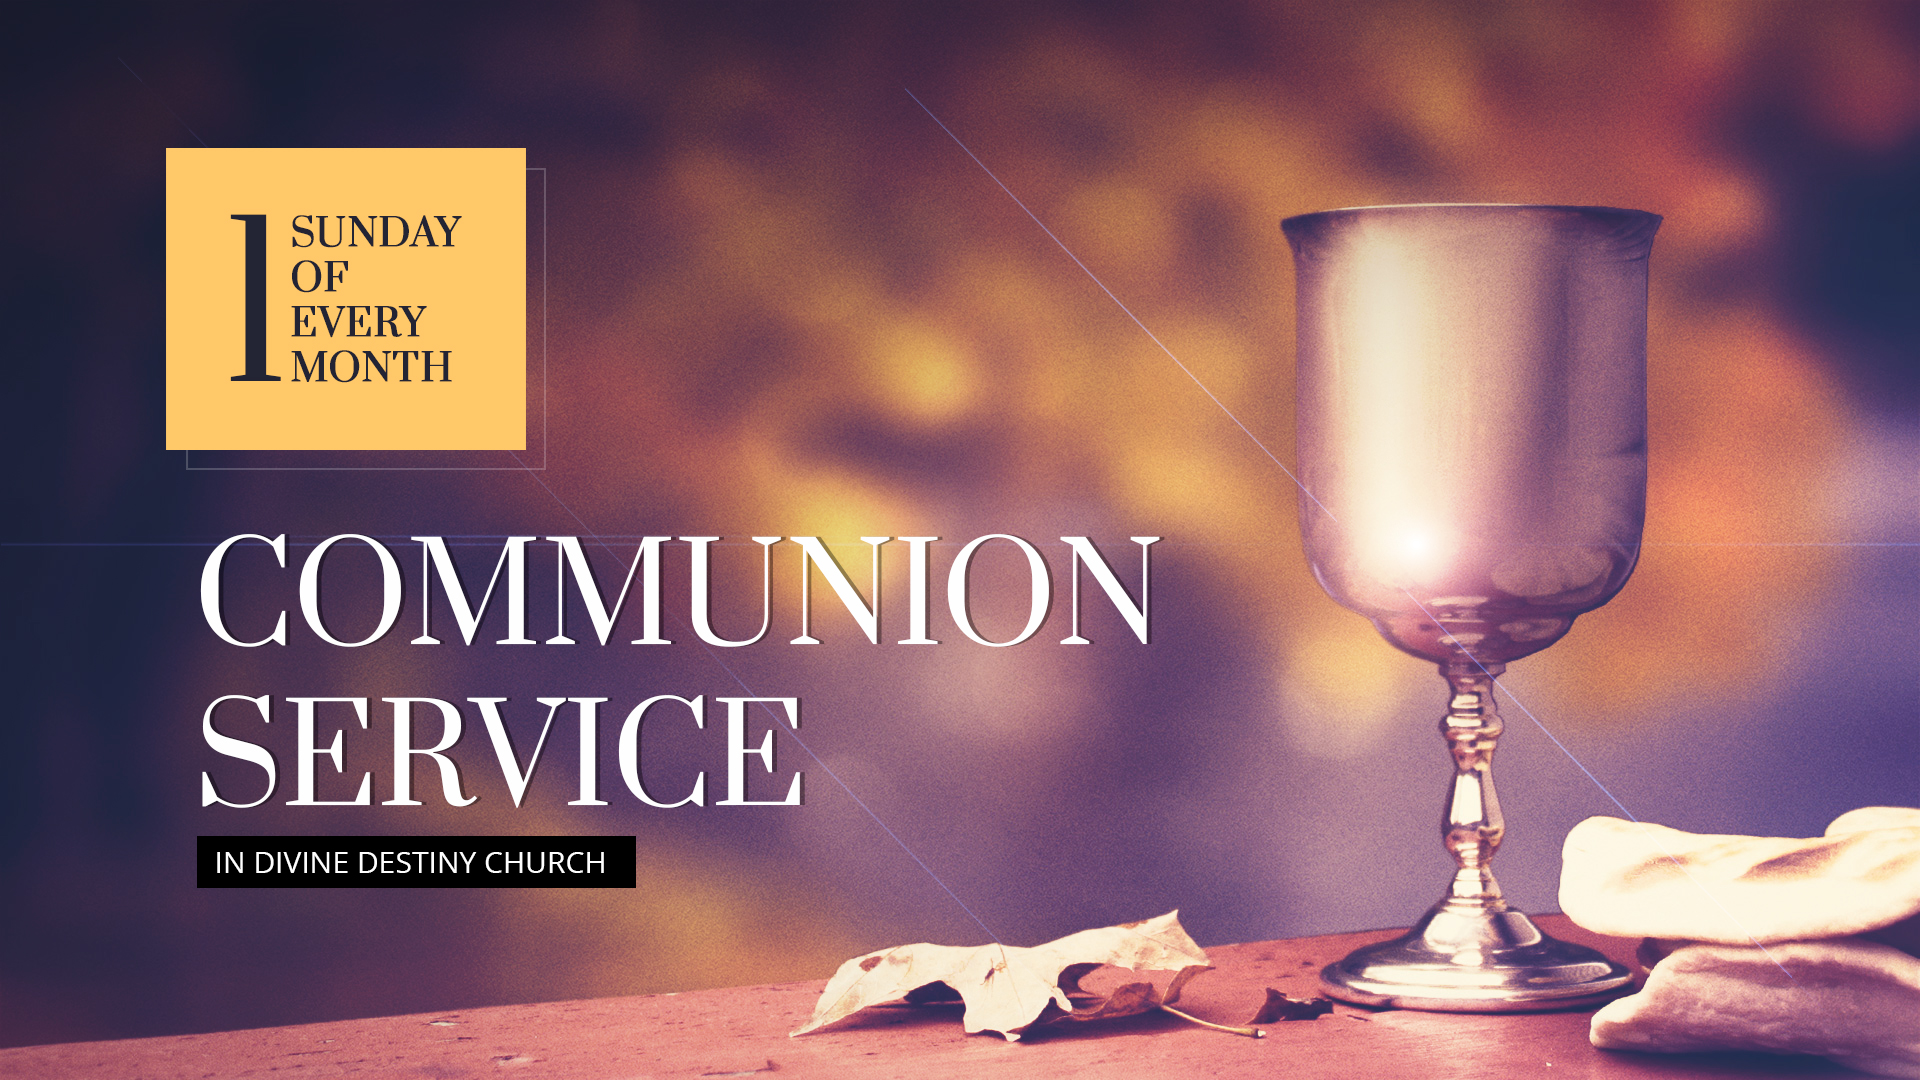 1 SUNDAY
OF
EVERY
MONTH
COMMUNION
SERVICE
IN DIVINE DESTINY CHURCH